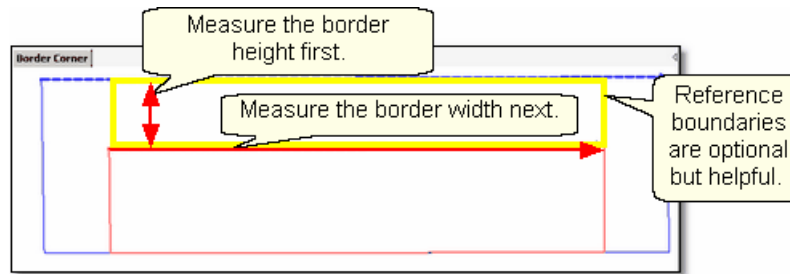 Measure the border
height first.
Border Corner
Measure the border width next.
Reference
boundaries
are optional
but helpful.